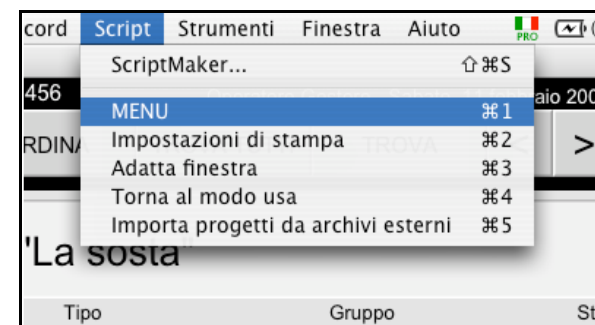 cord Script Strumenti Finestra Aiuto PRO
ScriptMaker... ⇧⌘S
456 aio 200
MENU ⌘1
RDINA TROVA >
Impostazioni di stampa ⌘2
Adatta finestra ⌘3
Torna al modo usa ⌘4
Importa progetti da archivi esterni ⌘5
"La sosta"
Tipo Gruppo St